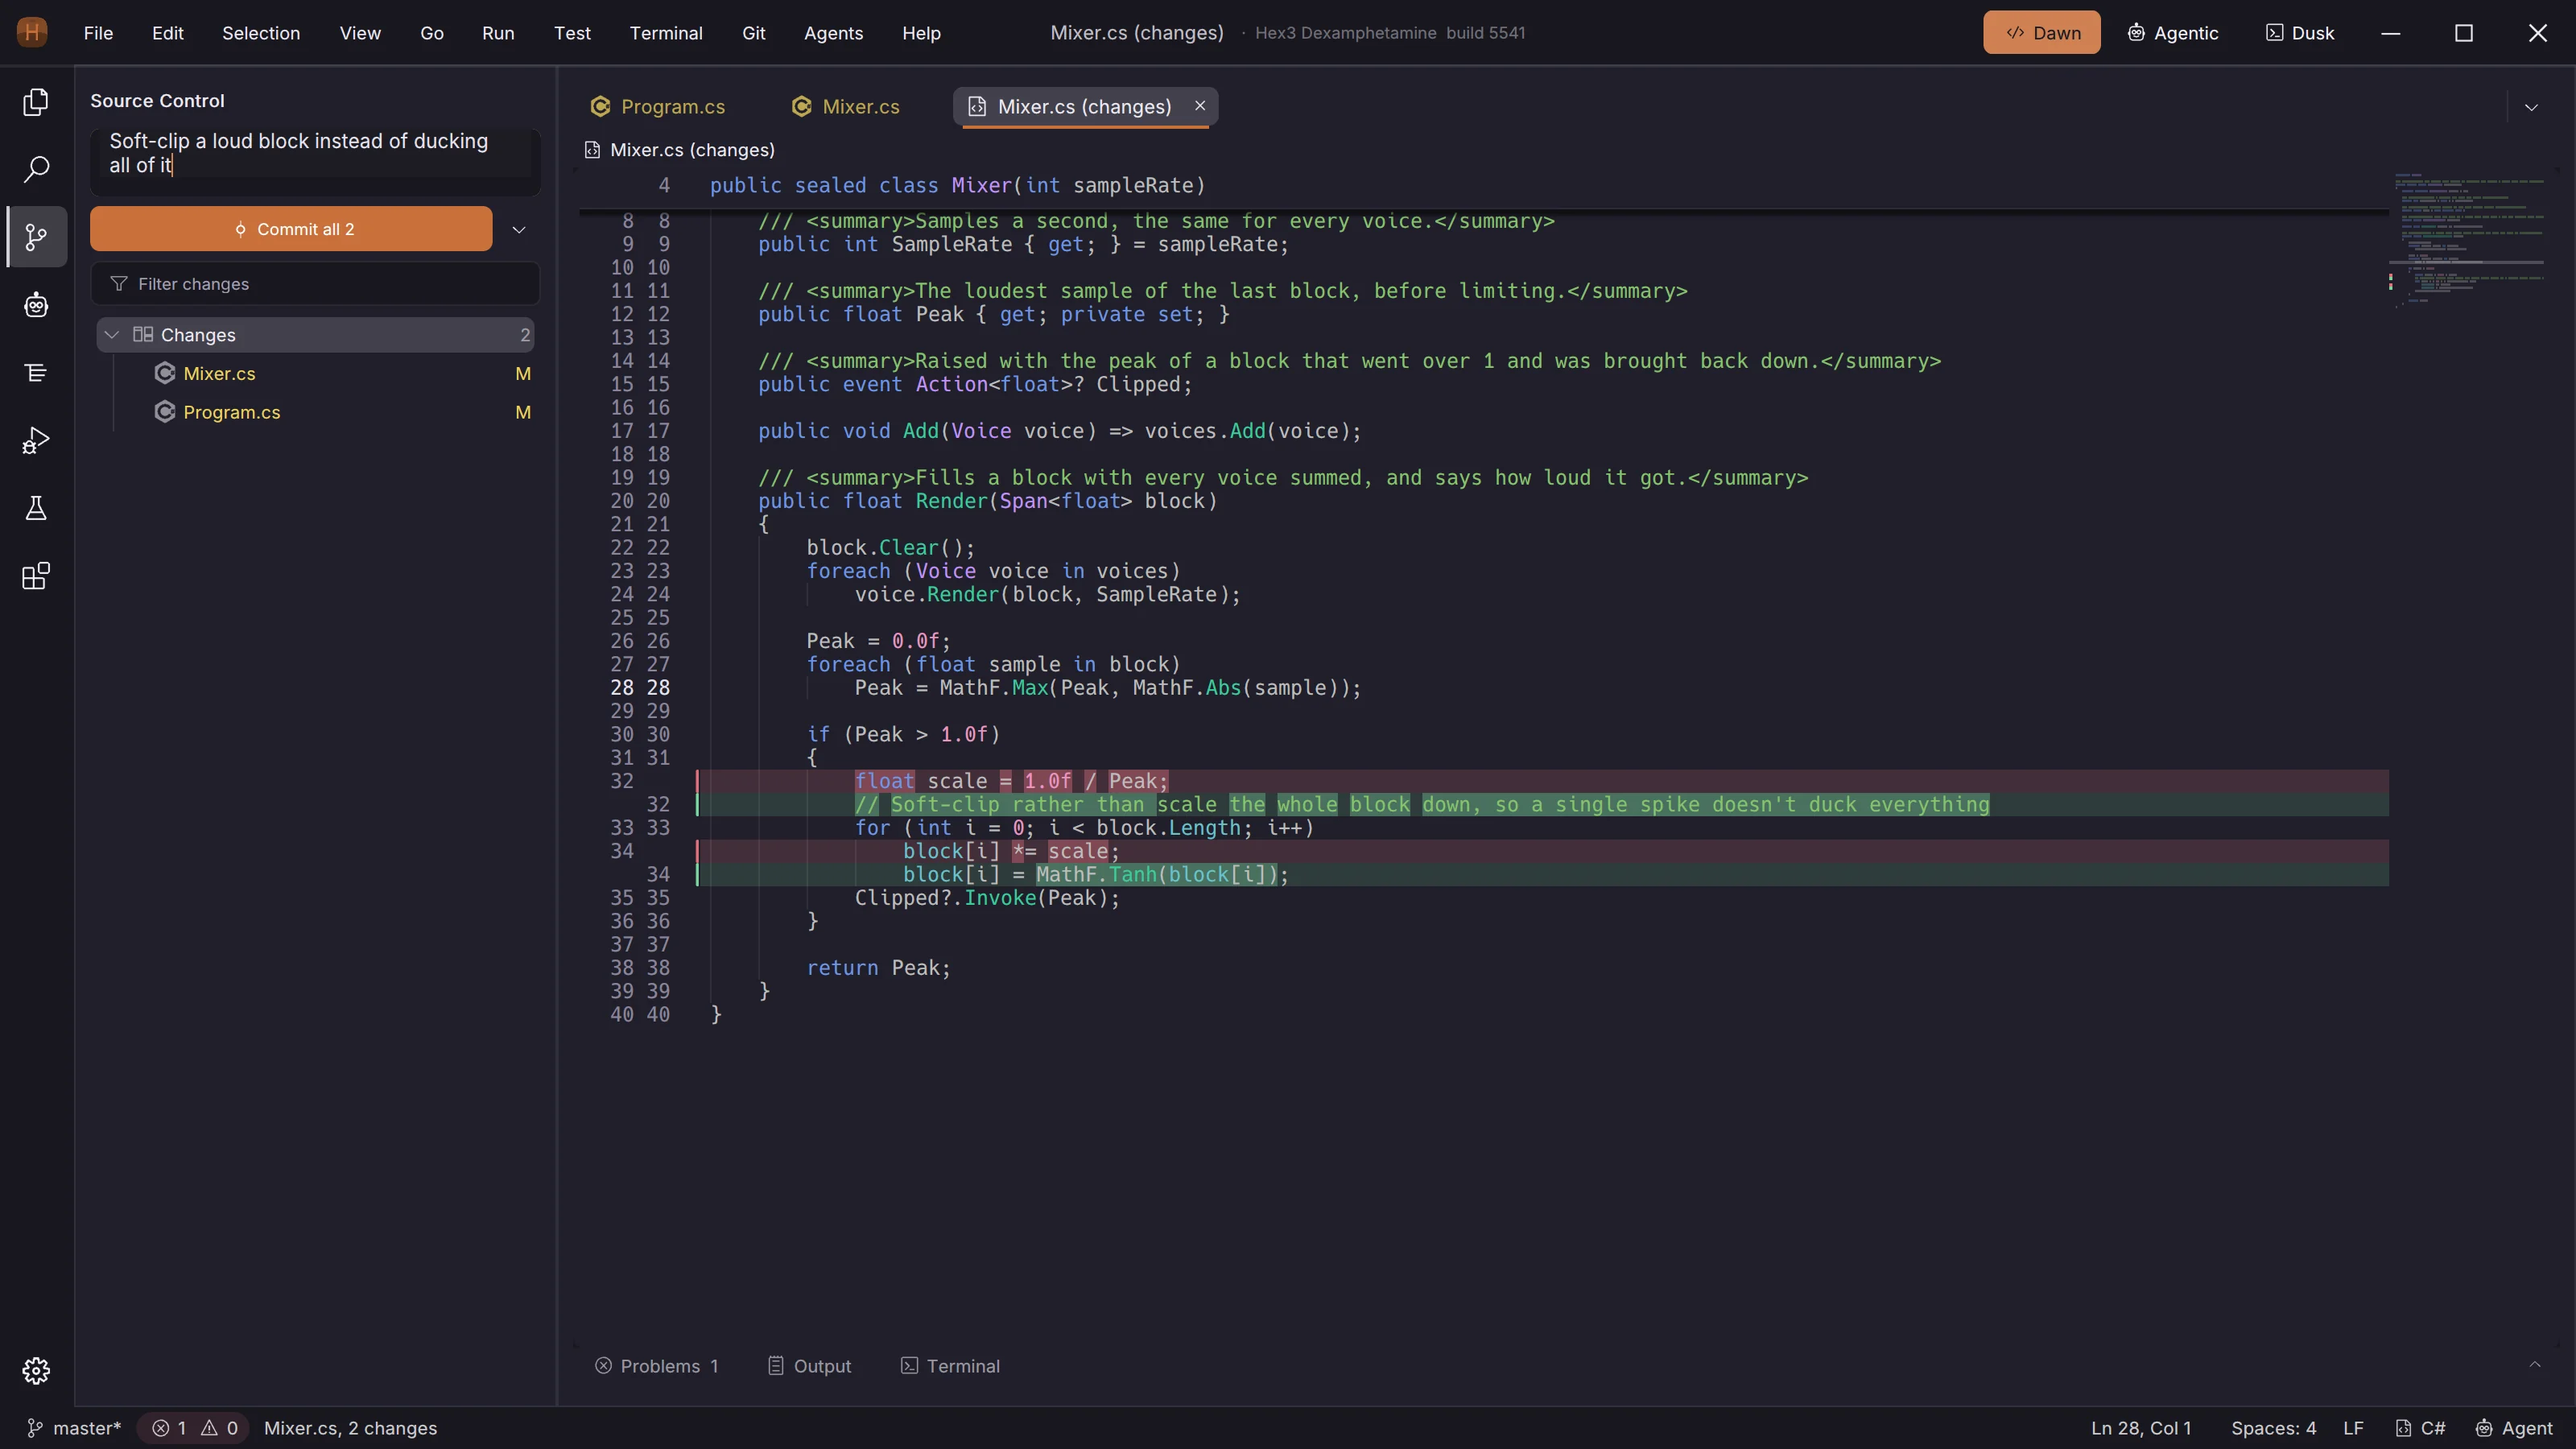 H File Edit Selection View Go Run Test Terminal Git Agents Help Mixer.cs (changes) · Hex3 Dexamphetamine build 5541 Dawn Agentic Dusk
Source Control
Soft-clip a loud block instead of ducking
all of it
Commit all 2
Filter changes
Changes 2
Mixer.cs M
Program.cs M
Program.cs Mixer.cs Mixer.cs (changes)
Mixer.cs (changes)
4 public sealed class Mixer(int sampleRate)
8 8 /// <summary>Samples a second, the same for every voice.</summary>
9 9 public int SampleRate { get; } = sampleRate;
10 10
11 11 /// <summary>The loudest sample of the last block, before limiting.</summary>
12 12 public float Peak { get; private set; }
13 13
14 14 /// <summary>Raised with the peak of a block that went over 1 and was brought back down.</summary>
15 15 public event Action<float>? Clipped;
16 16
17 17 public void Add(Voice voice) => voices.Add(voice);
18 18
19 19 /// <summary>Fills a block with every voice summed, and says how loud it got.</summary>
20 20 public float Render(Span<float> block)
21 21 {
22 22 block.Clear();
23 23 foreach (Voice voice in voices)
24 24 voice.Render(block, SampleRate);
25 25
26 26 Peak = 0.0f;
27 27 foreach (float sample in block)
28 28 Peak = MathF.Max(Peak, MathF.Abs(sample));
29 29
30 30 if (Peak > 1.0f)
31 31 {
32 float scale = 1.0f / Peak;
32 // Soft-clip rather than scale the whole block down, so a single spike doesn't duck everything
33 33 for (int i = 0; i < block.Length; i++)
34 block[i] *= scale;
34 block[i] = MathF.Tanh(block[i]);
35 35 Clipped?.Invoke(Peak);
36 36 }
37 37
38 38 return Peak;
39 39 }
40 40 }
Problems 1 Output Terminal
master* 1 0 Mixer.cs, 2 changes Ln 28, Col 1 Spaces: 4 LF C# Agent